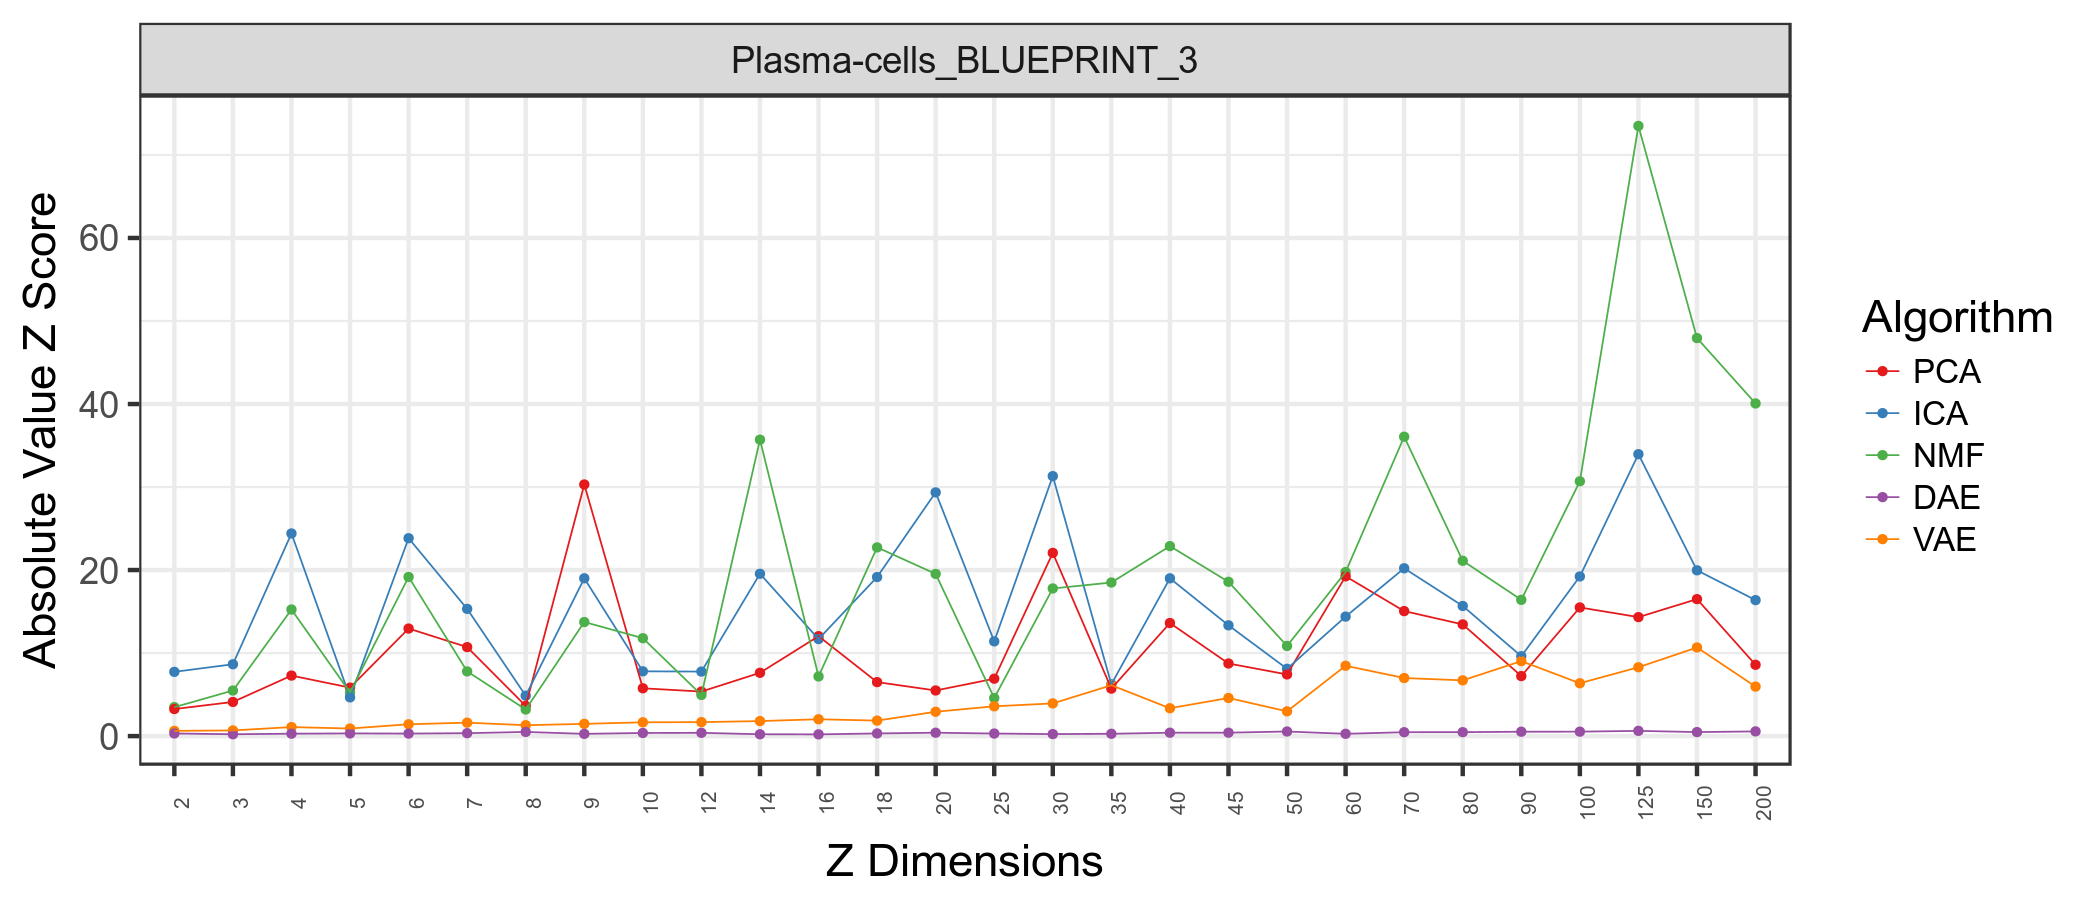 Plasma-cells_BLUEPRINT_3
Absolute Value Z Score
60
40
20
0
2 3 4 5 6 7 8 9 10 12 14 16 18 20 25 30 35 40 45 50 60 70 80 90 100 125 150 200
Z Dimensions
Algorithm
PCA
ICA
NMF
DAE
VAE